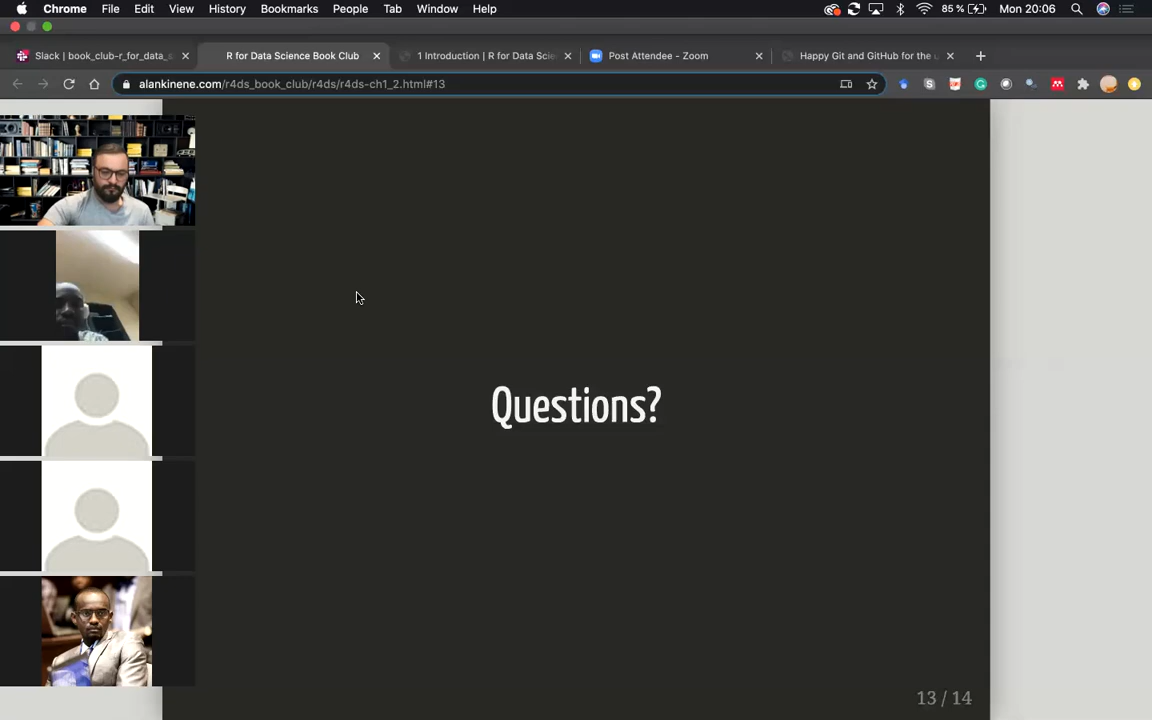 Chrome File Edit View History Bookmarks People Tab Window Help 85 % Mon 20:06
Slack | book_club-r_for_data_s R for Data Science Book Club 1 Introduction | R for Data Scie Post Attendee - Zoom Happy Git and GitHub for the u
alankinene.com/r4ds_book_club/r4ds/r4ds-ch1_2.html#13
Questions?
13 / 14